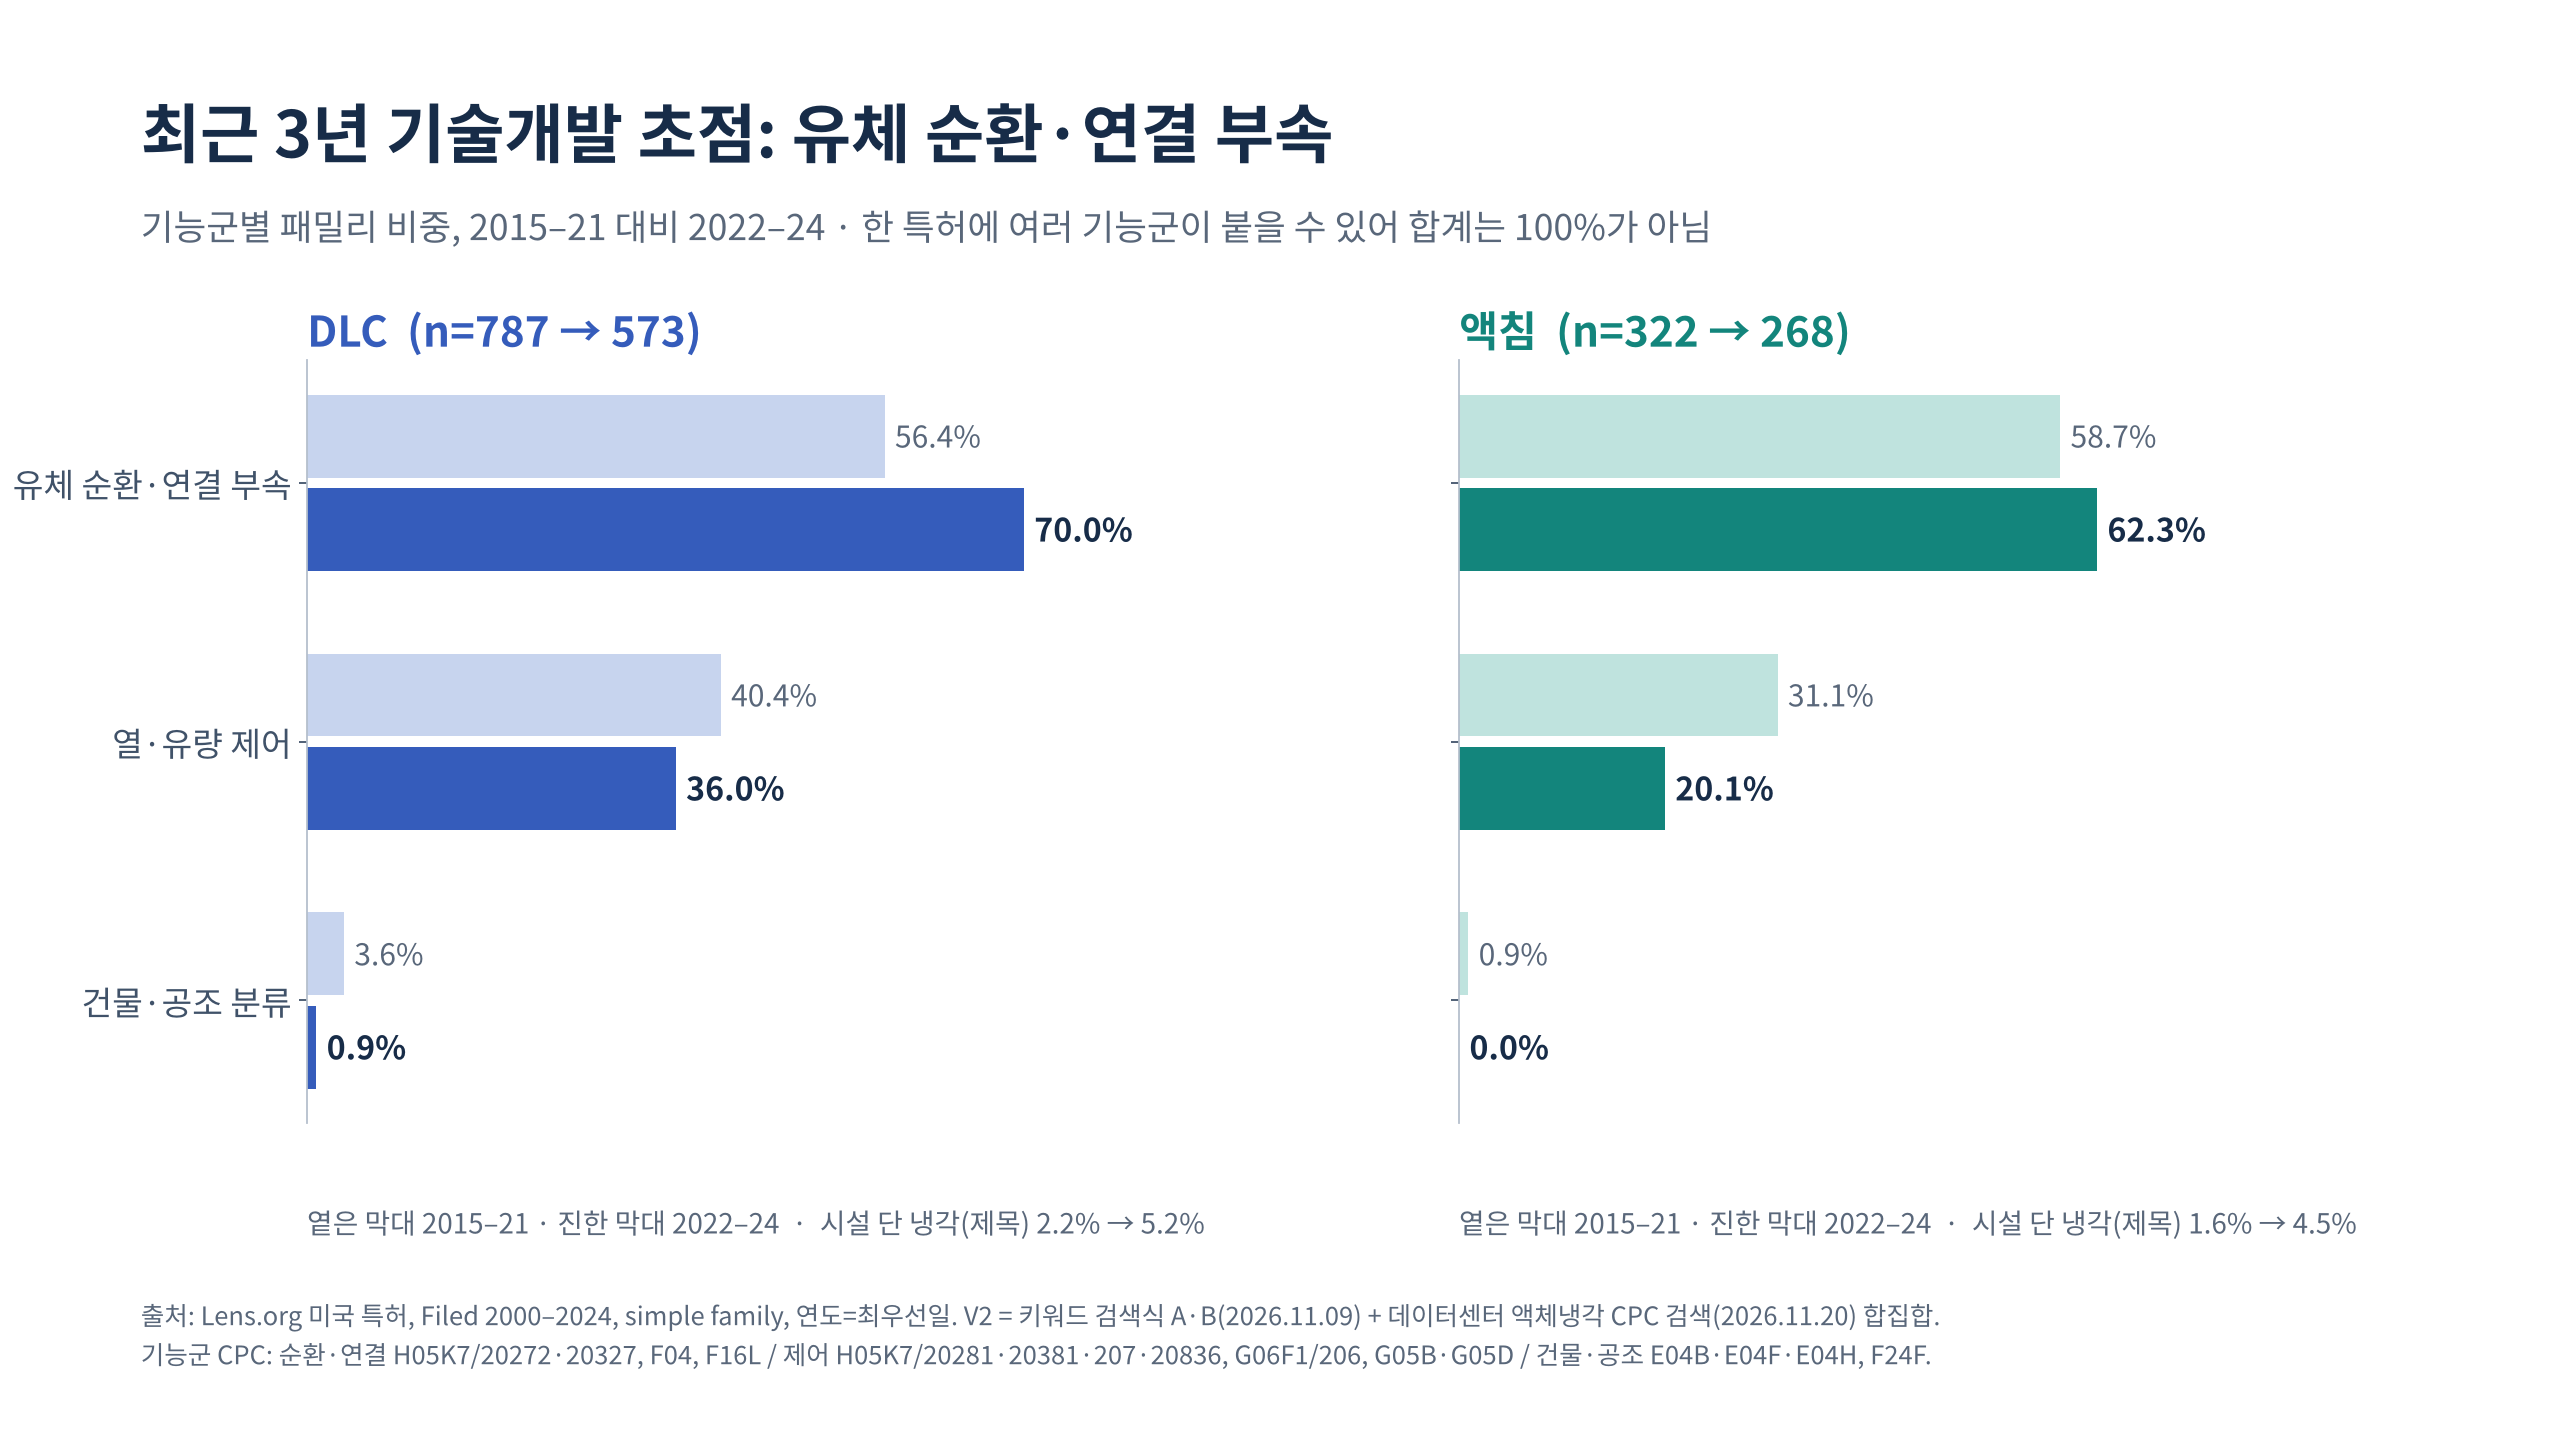 최근 3년 기술개발 초점: 유체 순환·연결 부속
기능군별 패밀리 비중, 2015–21 대비 2022–24 · 한 특허에 여러 기능군이 붙을 수 있어 합계는 100%가 아님
DLC (n=787 → 573)
유체 순환·연결 부속
56.4%
70.0%
열·유량 제어
40.4%
36.0%
건물·공조 분류
3.6%
0.9%
옅은 막대 2015–21 · 진한 막대 2022–24 · 시설 단 냉각(제목) 2.2% → 5.2%
액침 (n=322 → 268)
58.7%
62.3%
31.1%
20.1%
0.9%
0.0%
옅은 막대 2015–21 · 진한 막대 2022–24 · 시설 단 냉각(제목) 1.6% → 4.5%
출처: Lens.org 미국 특허, Filed 2000–2024, simple family, 연도=최우선일. V2 = 키워드 검색식 A·B(2026.11.09) + 데이터센터 액체냉각 CPC 검색(2026.11.20) 합집합.
기능군 CPC: 순환·연결 H05K7/20272·20327, F04, F16L / 제어 H05K7/20281·20381·207·20836, G06F1/206, G05B·G05D / 건물·공조 E04B·E04F·E04H, F24F.